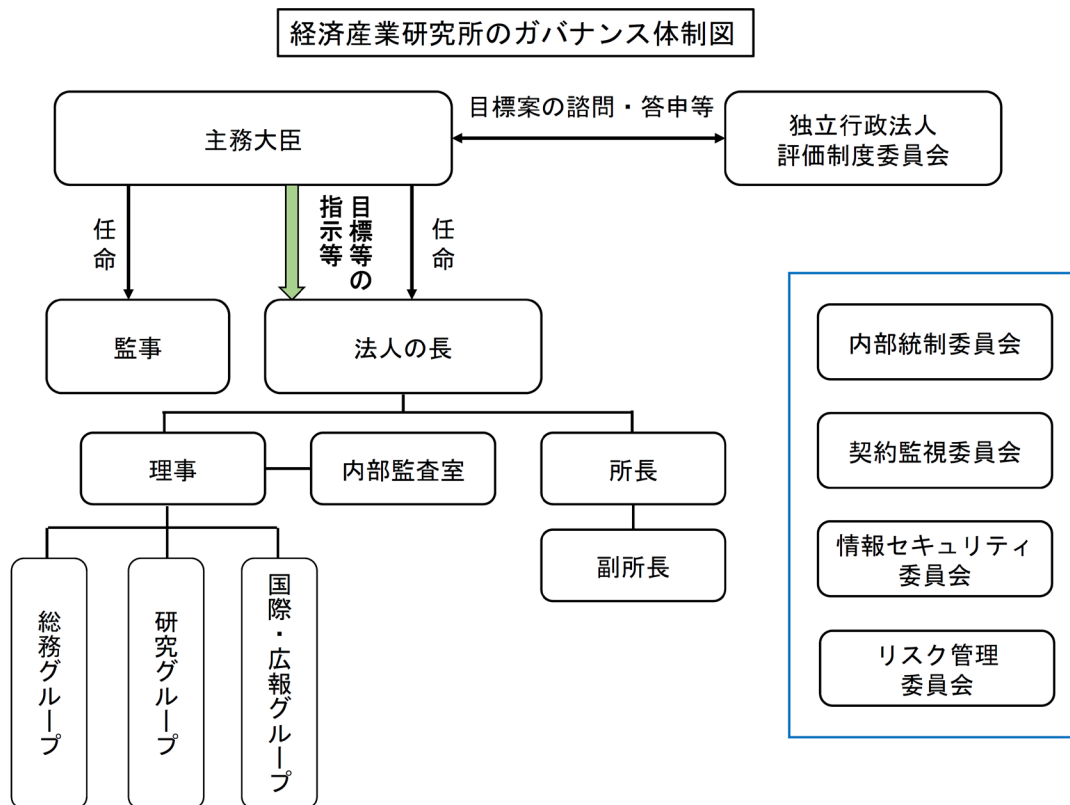 経済産業研究所のガバナンス体制図
主務大臣
目標案の諮問・答申等
独立行政法人
評価制度委員会
任命
目標等の
指示等
任命
監事
法人の長
内部統制委員会
理事
内部監査室
所長
契約監視委員会
副所長
情報セキュリティ
委員会
総務グループ
研究グループ
国際・広報グループ
リスク管理
委員会